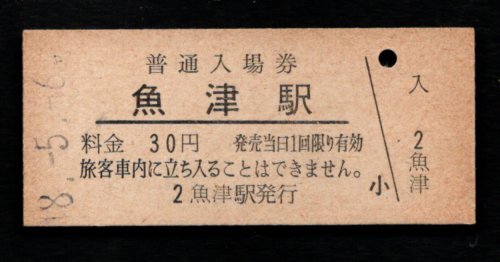 普通入場券
魚津駅
料金 30円 発売当日1回限り有効
旅客車内に立ち入ることはできません。
2 魚津駅発行
小
入
2
魚津